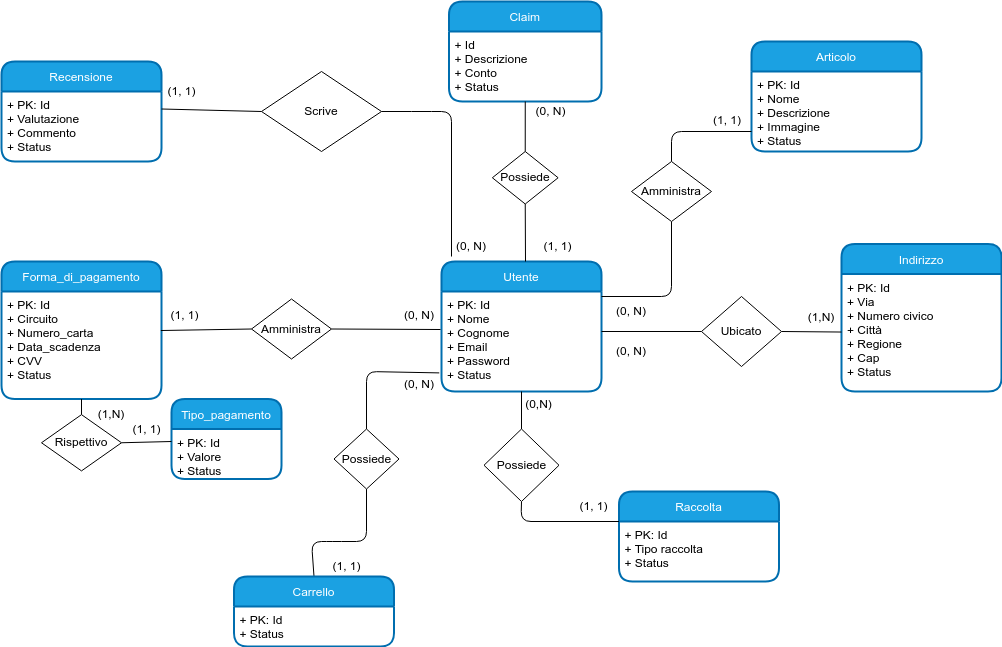 Claim
+ Id
+ Descrizione
+ Conto
+ Status
(0, N)
Possiede
(1, 1)
Recensione
+ PK: Id
+ Valutazione
+ Commento
+ Status
(1, 1)
Scrive
(0, N)
Articolo
+ PK: Id
+ Nome
+ Descrizione
+ Immagine
+ Status
(1, 1)
Amministra
(0, N)
Forma_di_pagamento
+ PK: Id
+ Circuito
+ Numero_carta
+ Data_scadenza
+ CVV
+ Status
(1, 1)
Amministra
(0, N)
Utente
+ PK: Id
+ Nome
+ Cognome
+ Email
+ Password
+ Status
(0, N)
Ubicato
(1,N)
Indirizzo
+ PK: Id
+ Via
+ Numero civico
+ Città
+ Regione
+ Cap
+ Status
(1,N)
Rispettivo
(1, 1)
Tipo_pagamento
+ PK: Id
+ Valore
+ Status
(0, N)
Possiede
(1, 1)
Carrello
+ PK: Id
+ Status
(0,N)
Possiede
(1, 1)
Raccolta
+ PK: Id
+ Tipo raccolta
+ Status